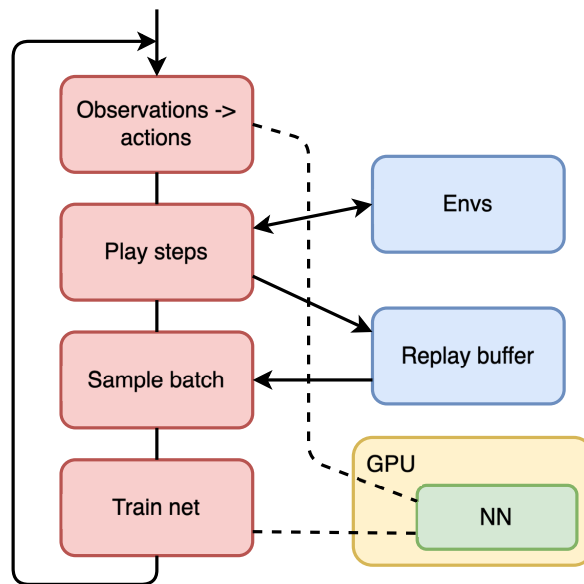 Observations ->
actions
Envs
Play steps
Replay buffer
Sample batch
GPU
Train net
NN